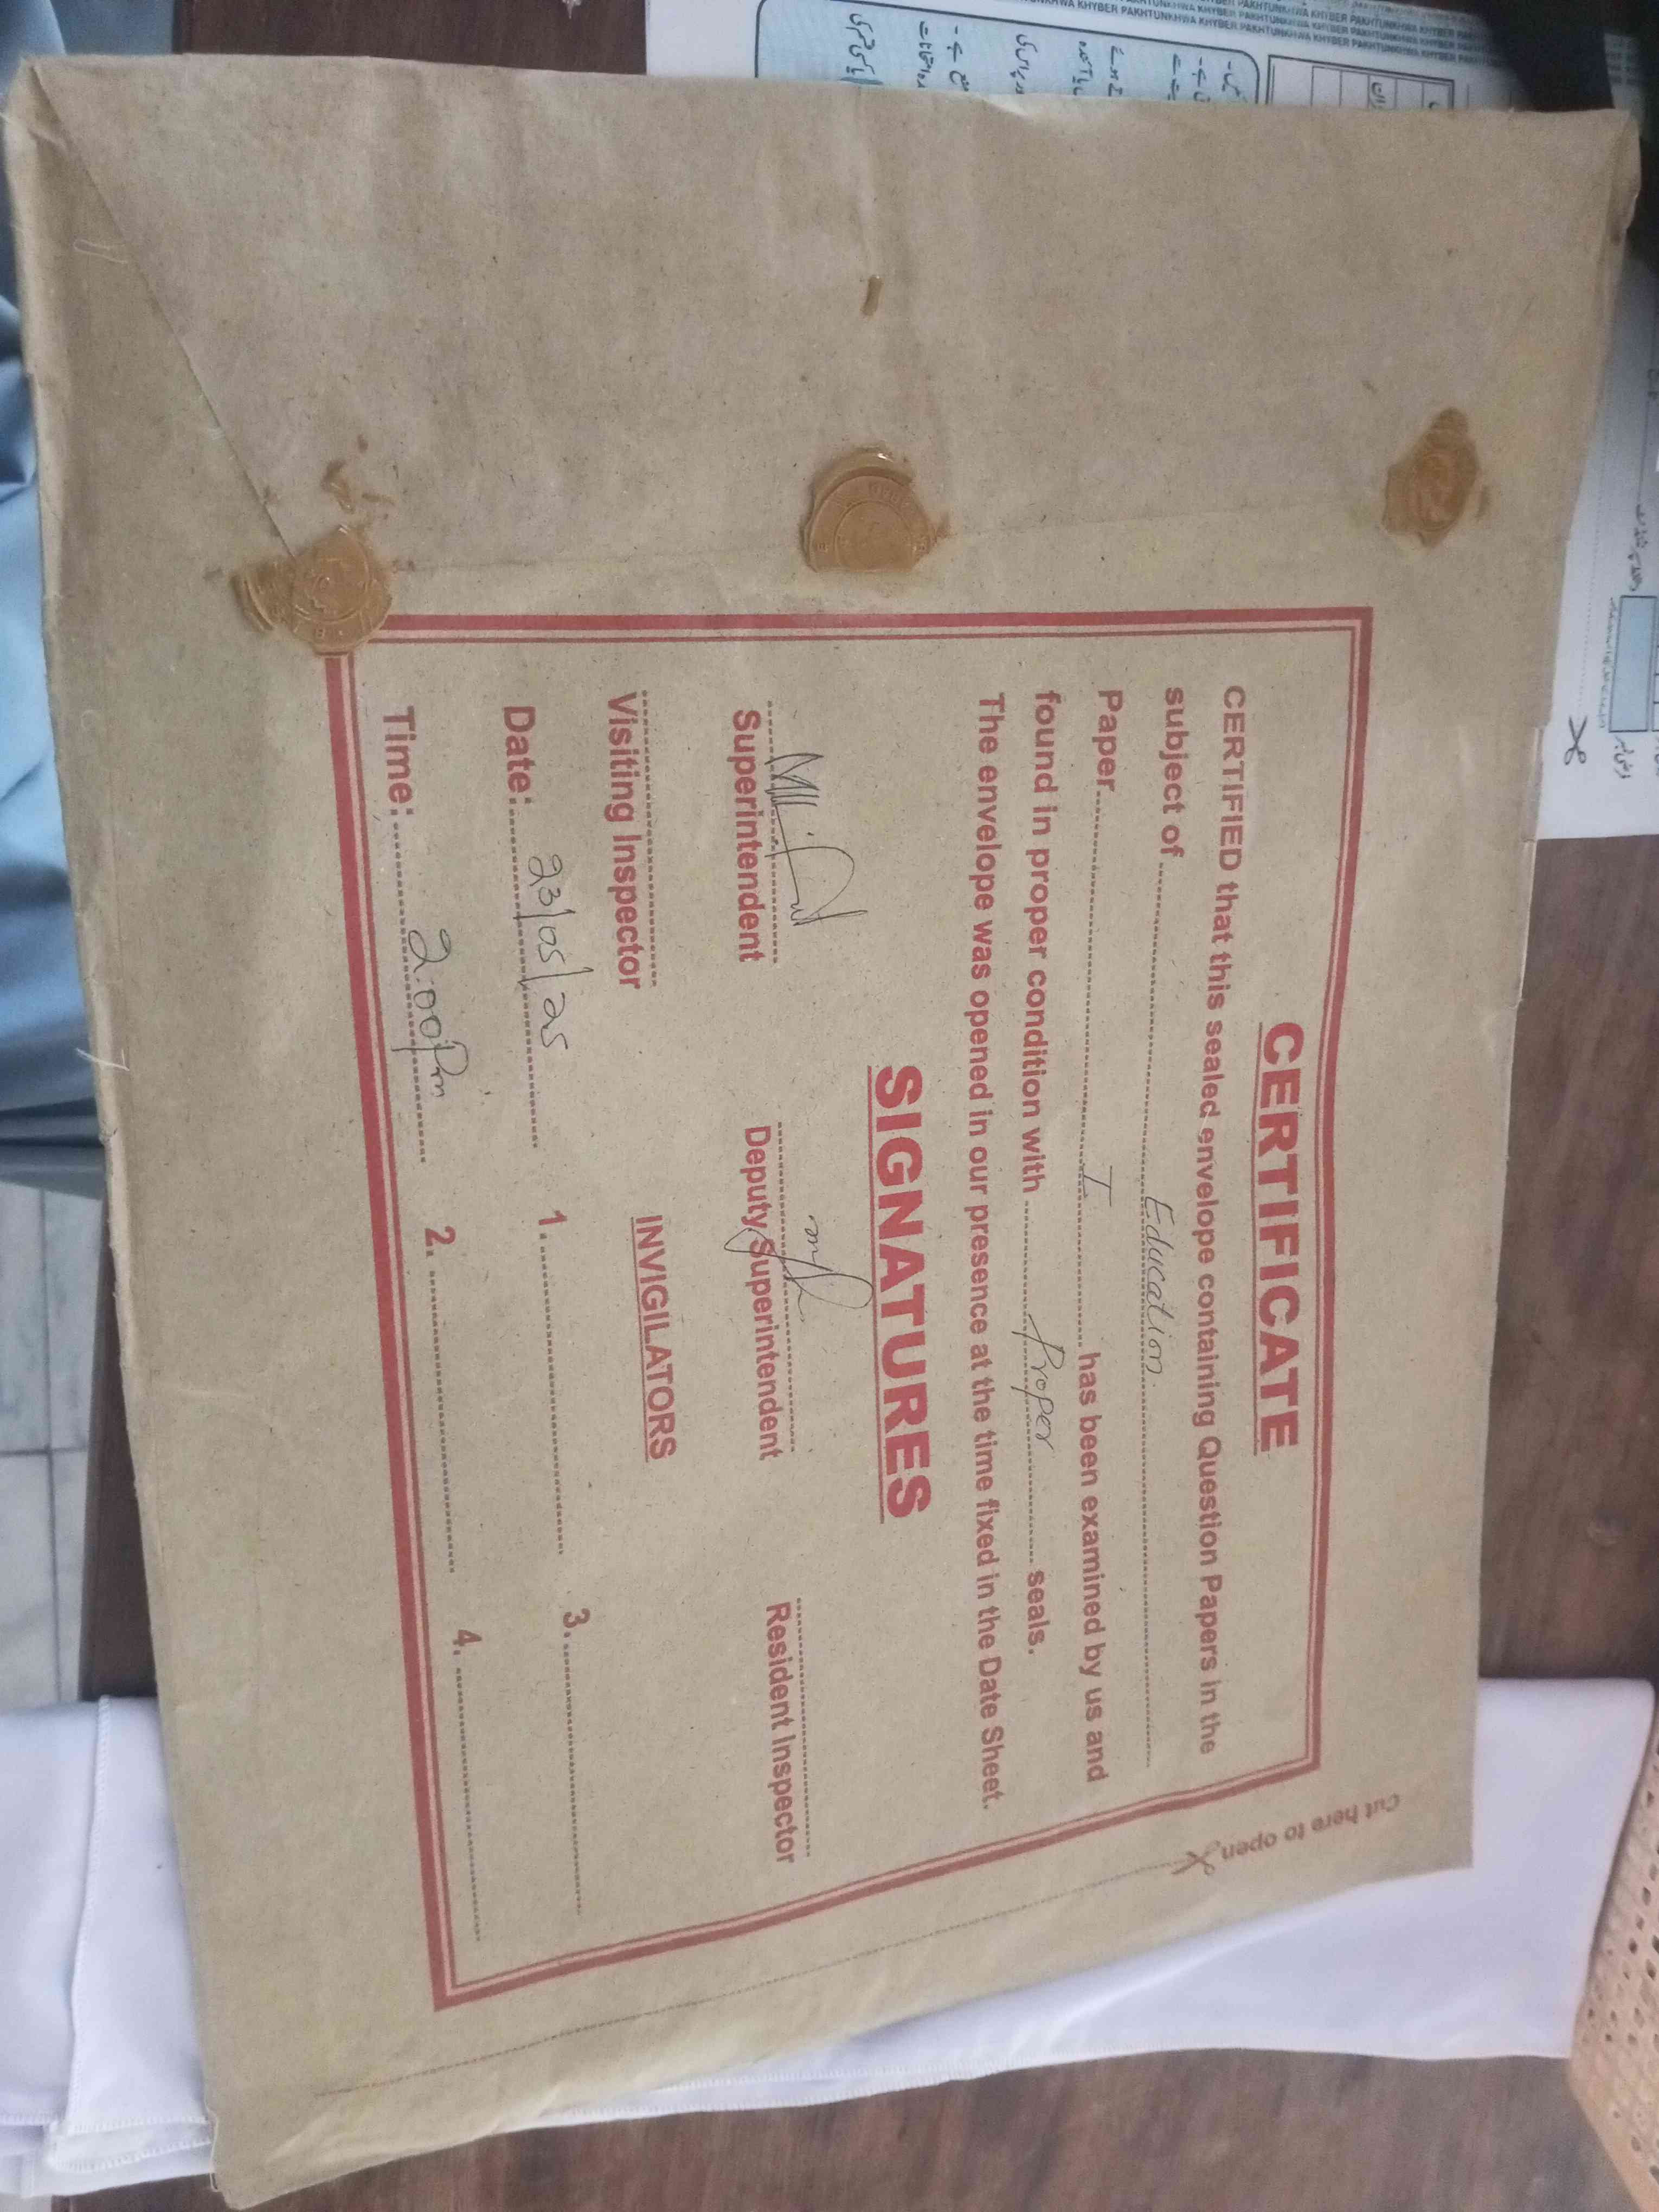 CERTIFICATE
CERTIFIED that this sealed envelope containing Question Papers in the
subject of Education
Paper I has been examined by us and
found in proper condition with Proper seals.
The envelope was opened in our presence at the time fixed in the Date Sheet.
SIGNATURES
Superintendent Deputy Superintendent Resident Inspector
Visiting Inspector INVIGILATORS
Date: 23/05/25 1. 3.
Time: 2:00 Pm 2. 4.
Cut here to open
KHYBER PAKHTUNKHWA KHYBER PAKHTUNKHWA KHYBER PAKHTUNKHWA